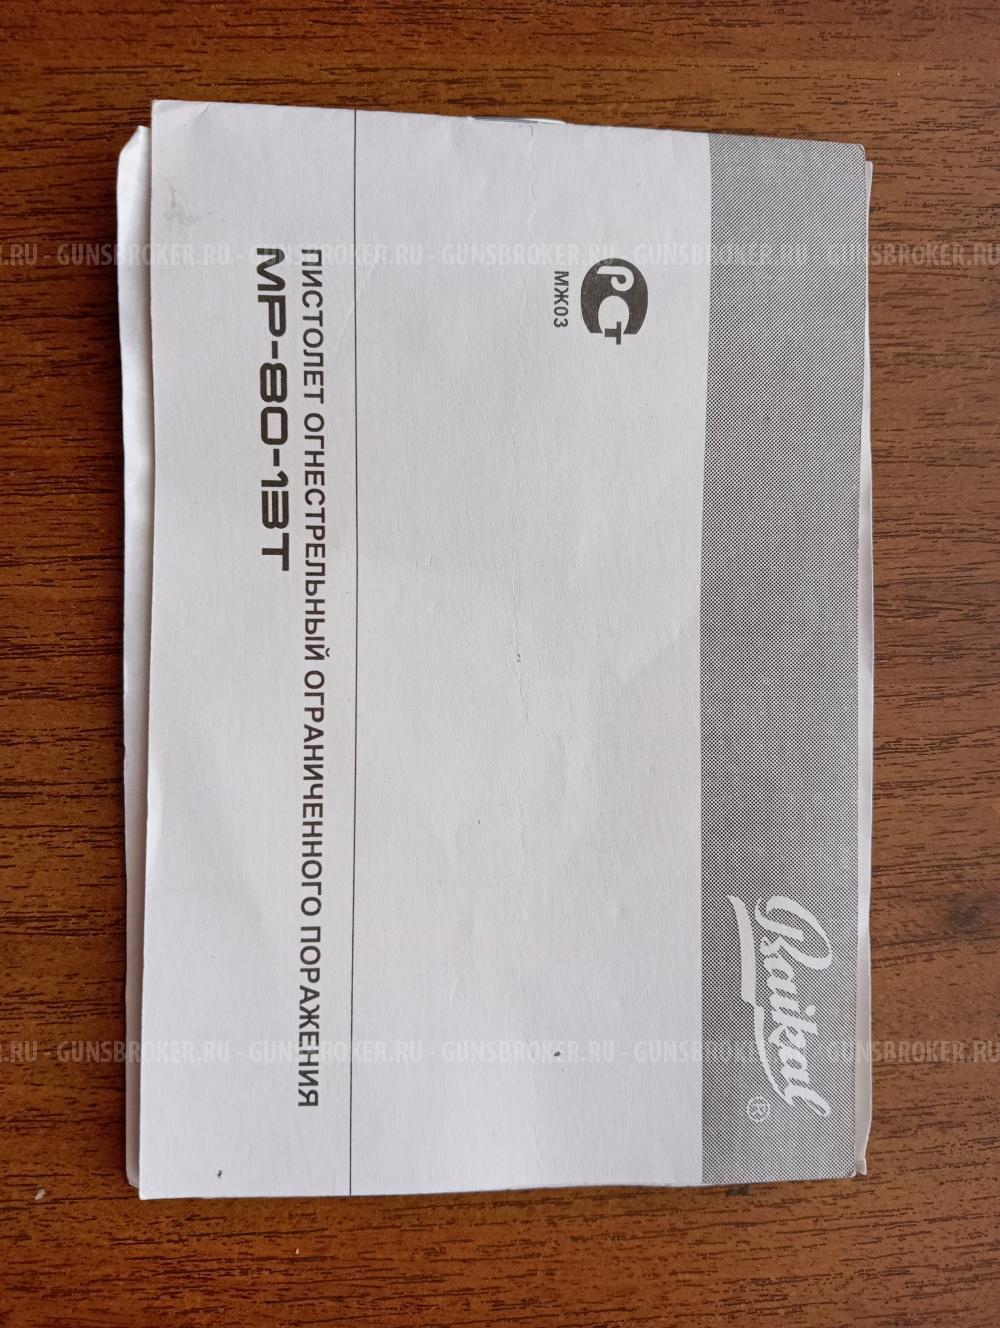 Baikal ®
РСТ
МЖ03
ПИСТОЛЕТ ОГНЕСТРЕЛЬНЫЙ ОГРАНИЧЕННОГО ПОРАЖЕНИЯ
МР-80-13Т
GUNSBROKER.RU - GUNSBROKER.RU - GUNSBROKER.RU - GUNSBROKER.RU - GUNSBROKER.RU
GUNSBROKER.RU - GUNSBROKER.RU - GUNSBROKER.RU - GUNSBROKER.RU - GUNSBROKER.RU